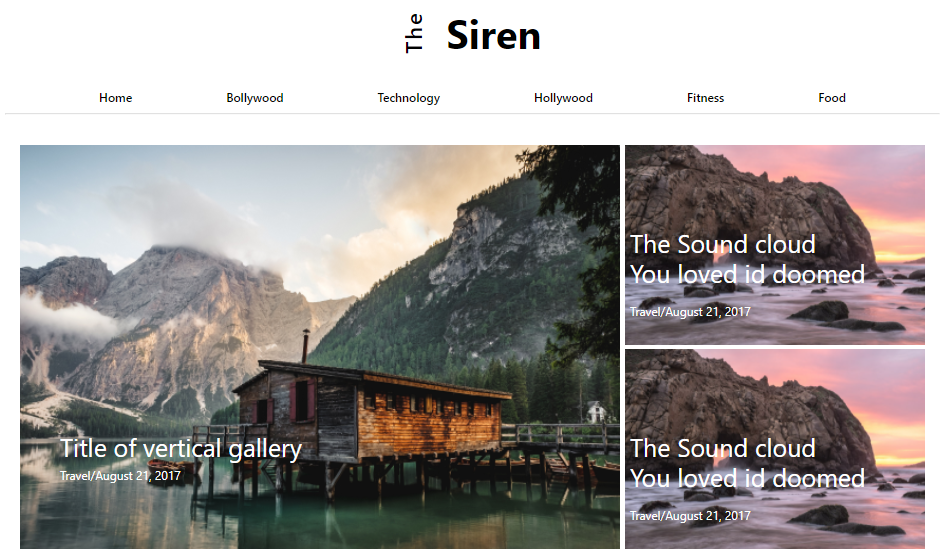 The Siren
Home Bollywood Technology Hollywood Fitness Food
Title of vertical gallery
Travel/August 21, 2017
The Sound cloud
You loved id doomed
Travel/August 21, 2017
The Sound cloud
You loved id doomed
Travel/August 21, 2017